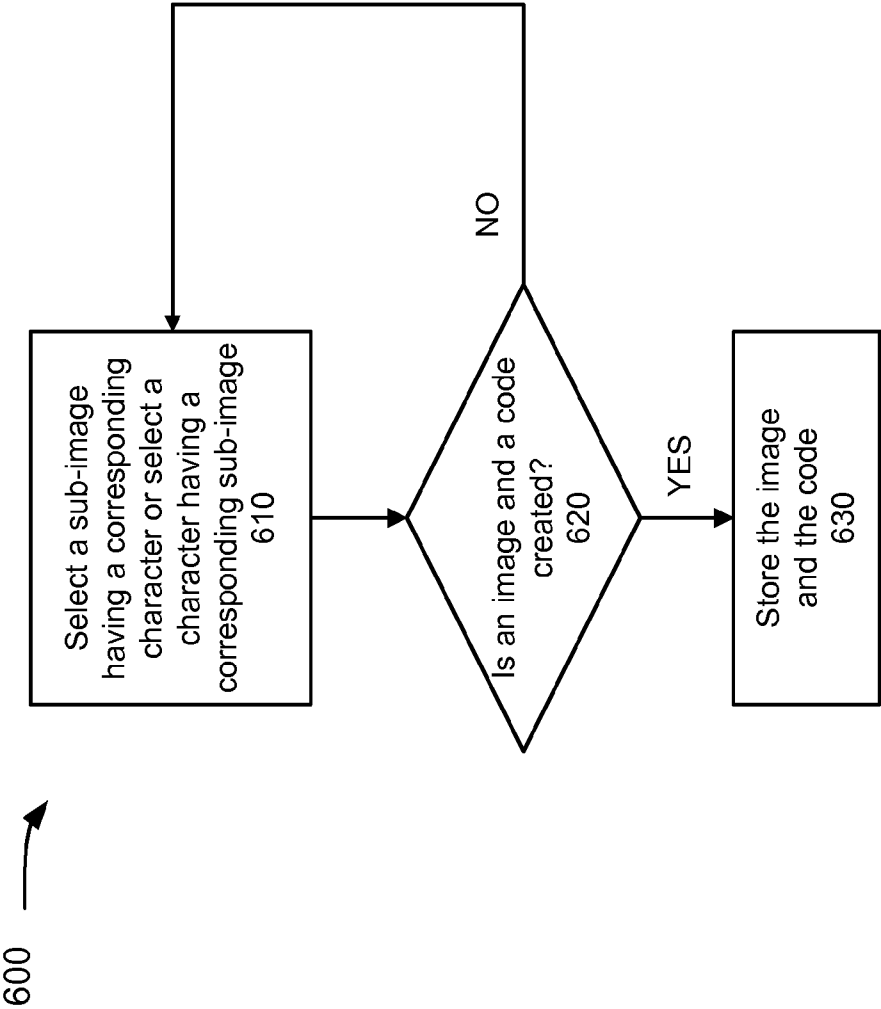 600
Select a sub-image
having a corresponding
character or select a
character having a
corresponding sub-image
610
Is an image and a code
created?
620
NO
YES
Store the image
and the code
630